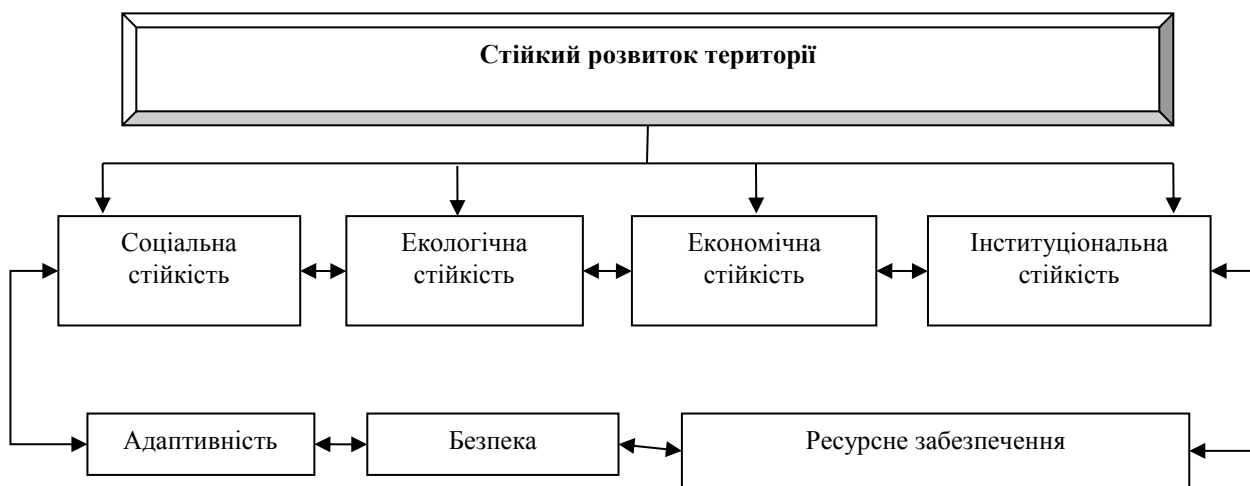 Стійкий розвиток території
Соціальна
стійкість
Екологічна
стійкість
Економічна
стійкість
Інституціональна
стійкість
Адаптивність
Безпека
Ресурсне забезпечення